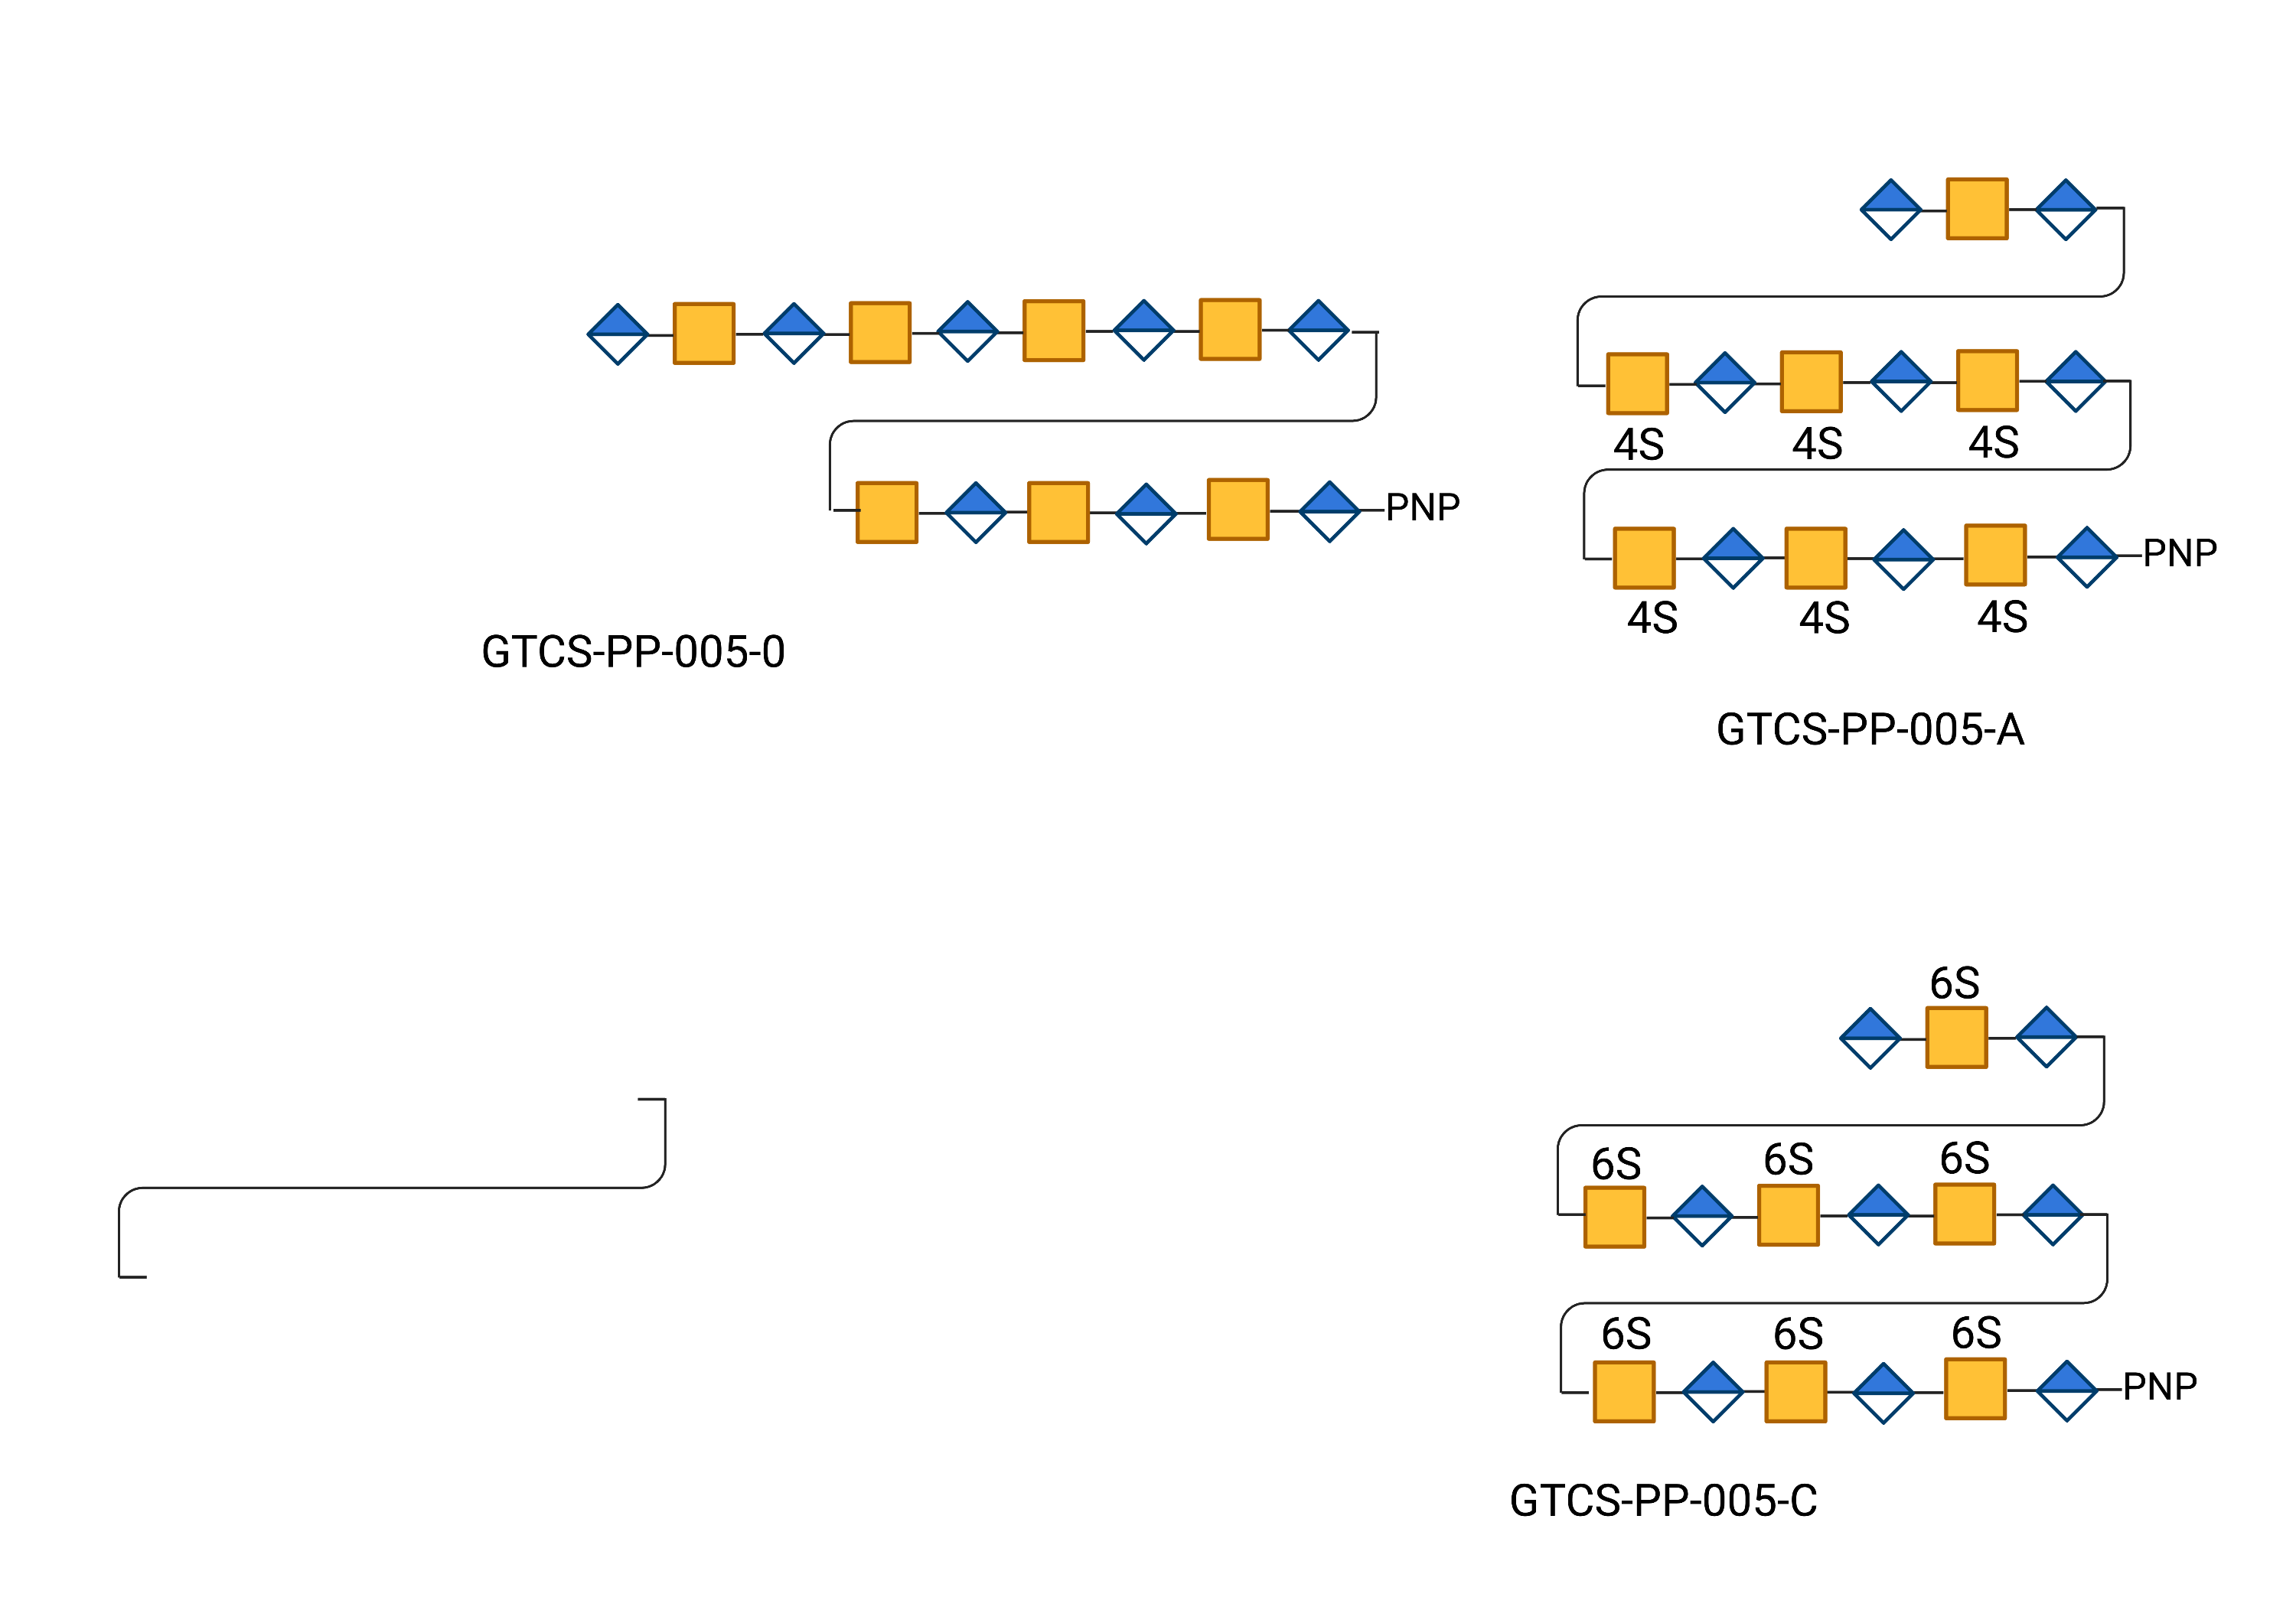 PNP
GTCS-PP-005-0
4S 4S 4S
4S 4S 4S
PNP
GTCS-PP-005-A
6S
6S 6S 6S
6S 6S 6S
PNP
GTCS-PP-005-C